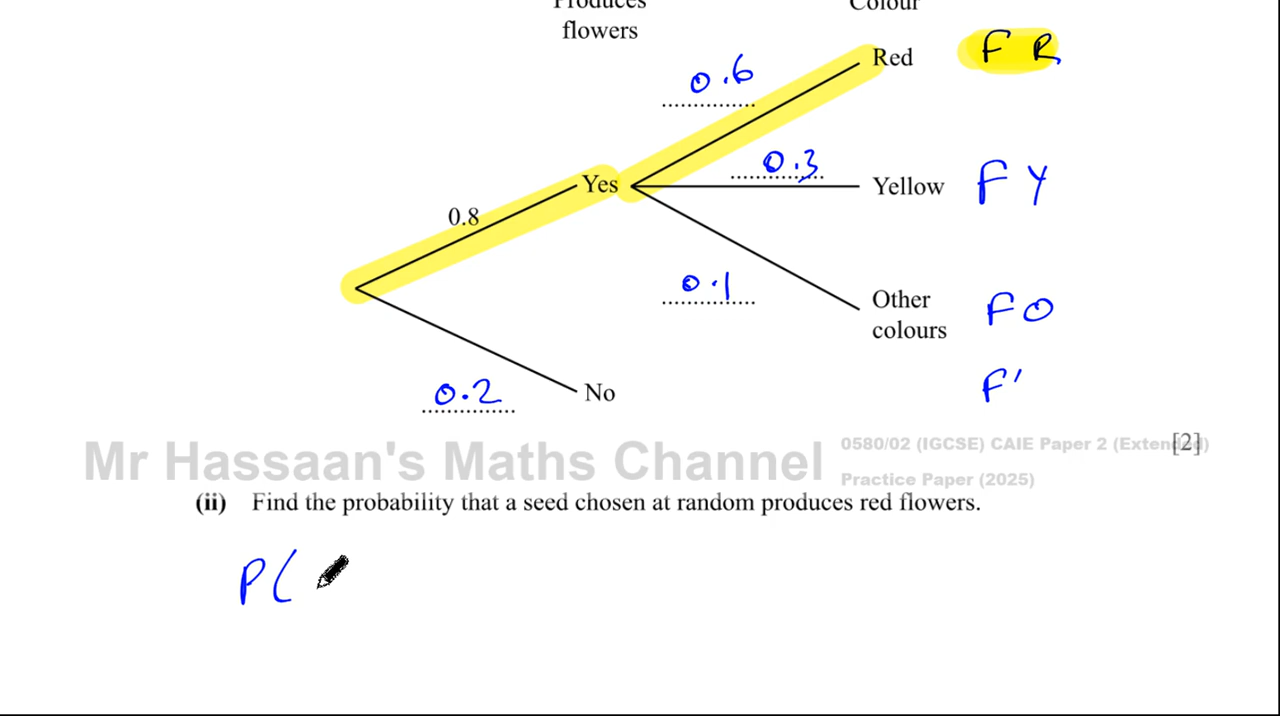 Produces
flowers
Colour
0.6
Red
F R
0.3
Yes
Yellow
F Y
0.8
0.1
Other
colours
F O
0.2
No
F'
[2]
Mr Hassaan's Maths Channel
0580/02 (IGCSE) CAIE Paper 2 (Extended)
Practice Paper (2025)
(ii) Find the probability that a seed chosen at random produces red flowers.
P(